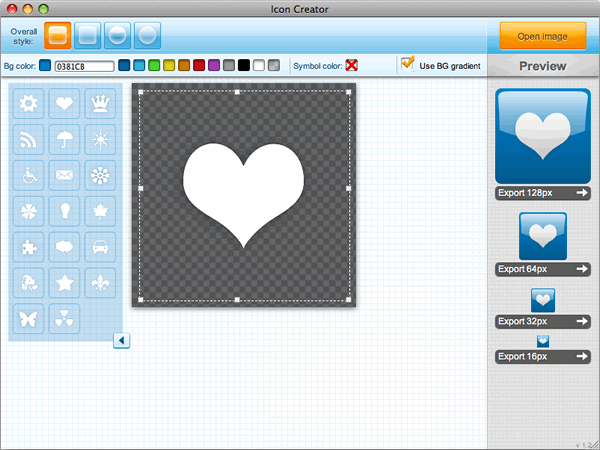 Icon Creator
Overall
style:
Open image
Bg color:
0381CB
Symbol color:
Use BG gradient
Preview
Export 128px
Export 64px
Export 32px
Export 16px
v 1.2